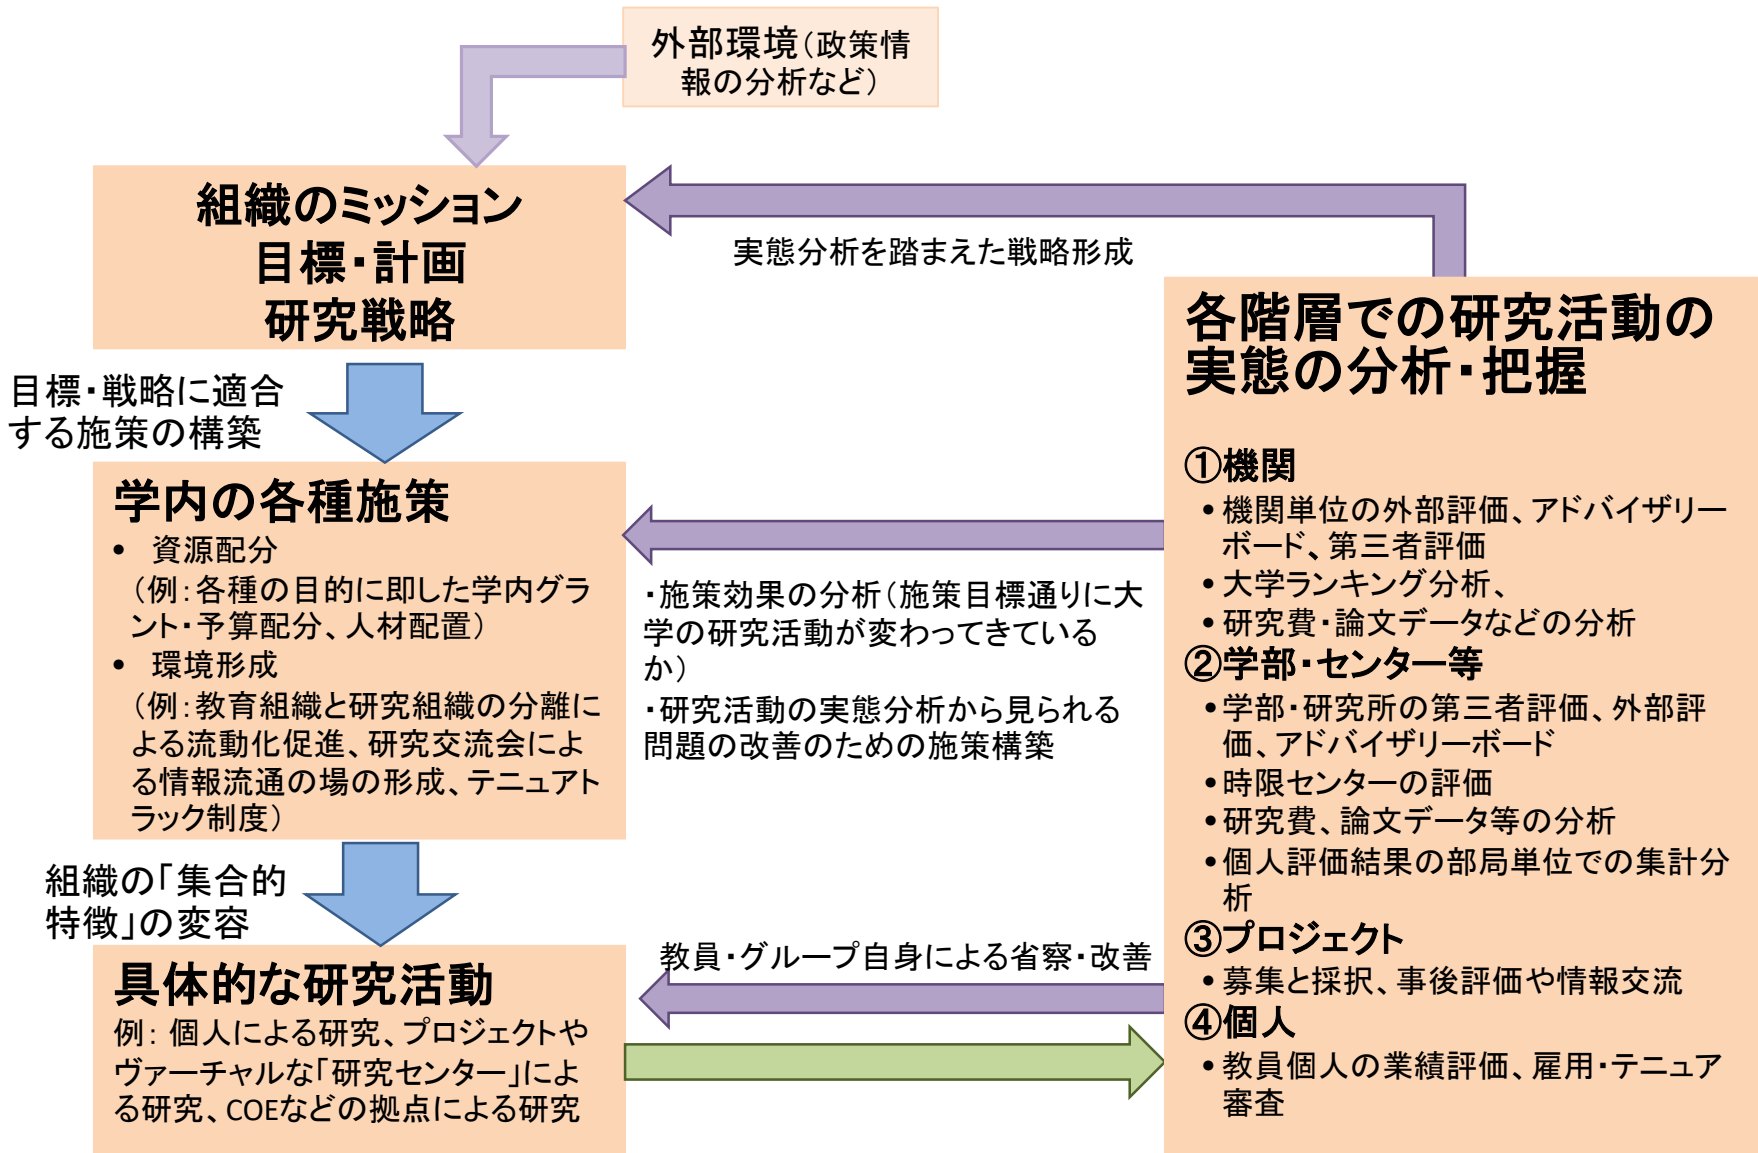 外部環境（政策情
報の分析など）
組織のミッション
目標・計画
研究戦略
実態分析を踏まえた戦略形成
目標・戦略に適合
する施策の構築
学内の各種施策
• 資源配分
（例：各種の目的に即した学内グラ
ント・予算配分、人材配置）
• 環境形成
（例：教育組織と研究組織の分離に
よる流動化促進、研究交流会によ
る情報流通の場の形成、テニュアト
ラック制度）
・施策効果の分析（施策目標通りに大
学の研究活動が変わってきている
か）
・研究活動の実態分析から見られる
問題の改善のための施策構築
組織の「集合的
特徴」の変容
具体的な研究活動
例： 個人による研究、プロジェクトや
ヴァーチャルな「研究センター」によ
る研究、COEなどの拠点による研究
教員・グループ自身による省察・改善
各階層での研究活動の
実態の分析・把握
①機関
•機関単位の外部評価、アドバイザリー
ボード、第三者評価
•大学ランキング分析、
•研究費・論文データなどの分析
②学部・センター等
•学部・研究所の第三者評価、外部評
価、アドバイザリーボード
•時限センターの評価
•研究費、論文データ等の分析
•個人評価結果の部局単位での集計分
析
③プロジェクト
•募集と採択、事後評価や情報交流
④個人
•教員個人の業績評価、雇用・テニュア
審査